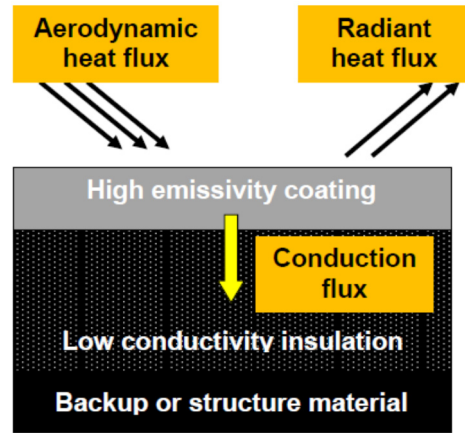 Aerodynamic
heat flux
Radiant
heat flux
High emissivity coating
Conduction
flux
Low conductivity insulation
Backup or structure material